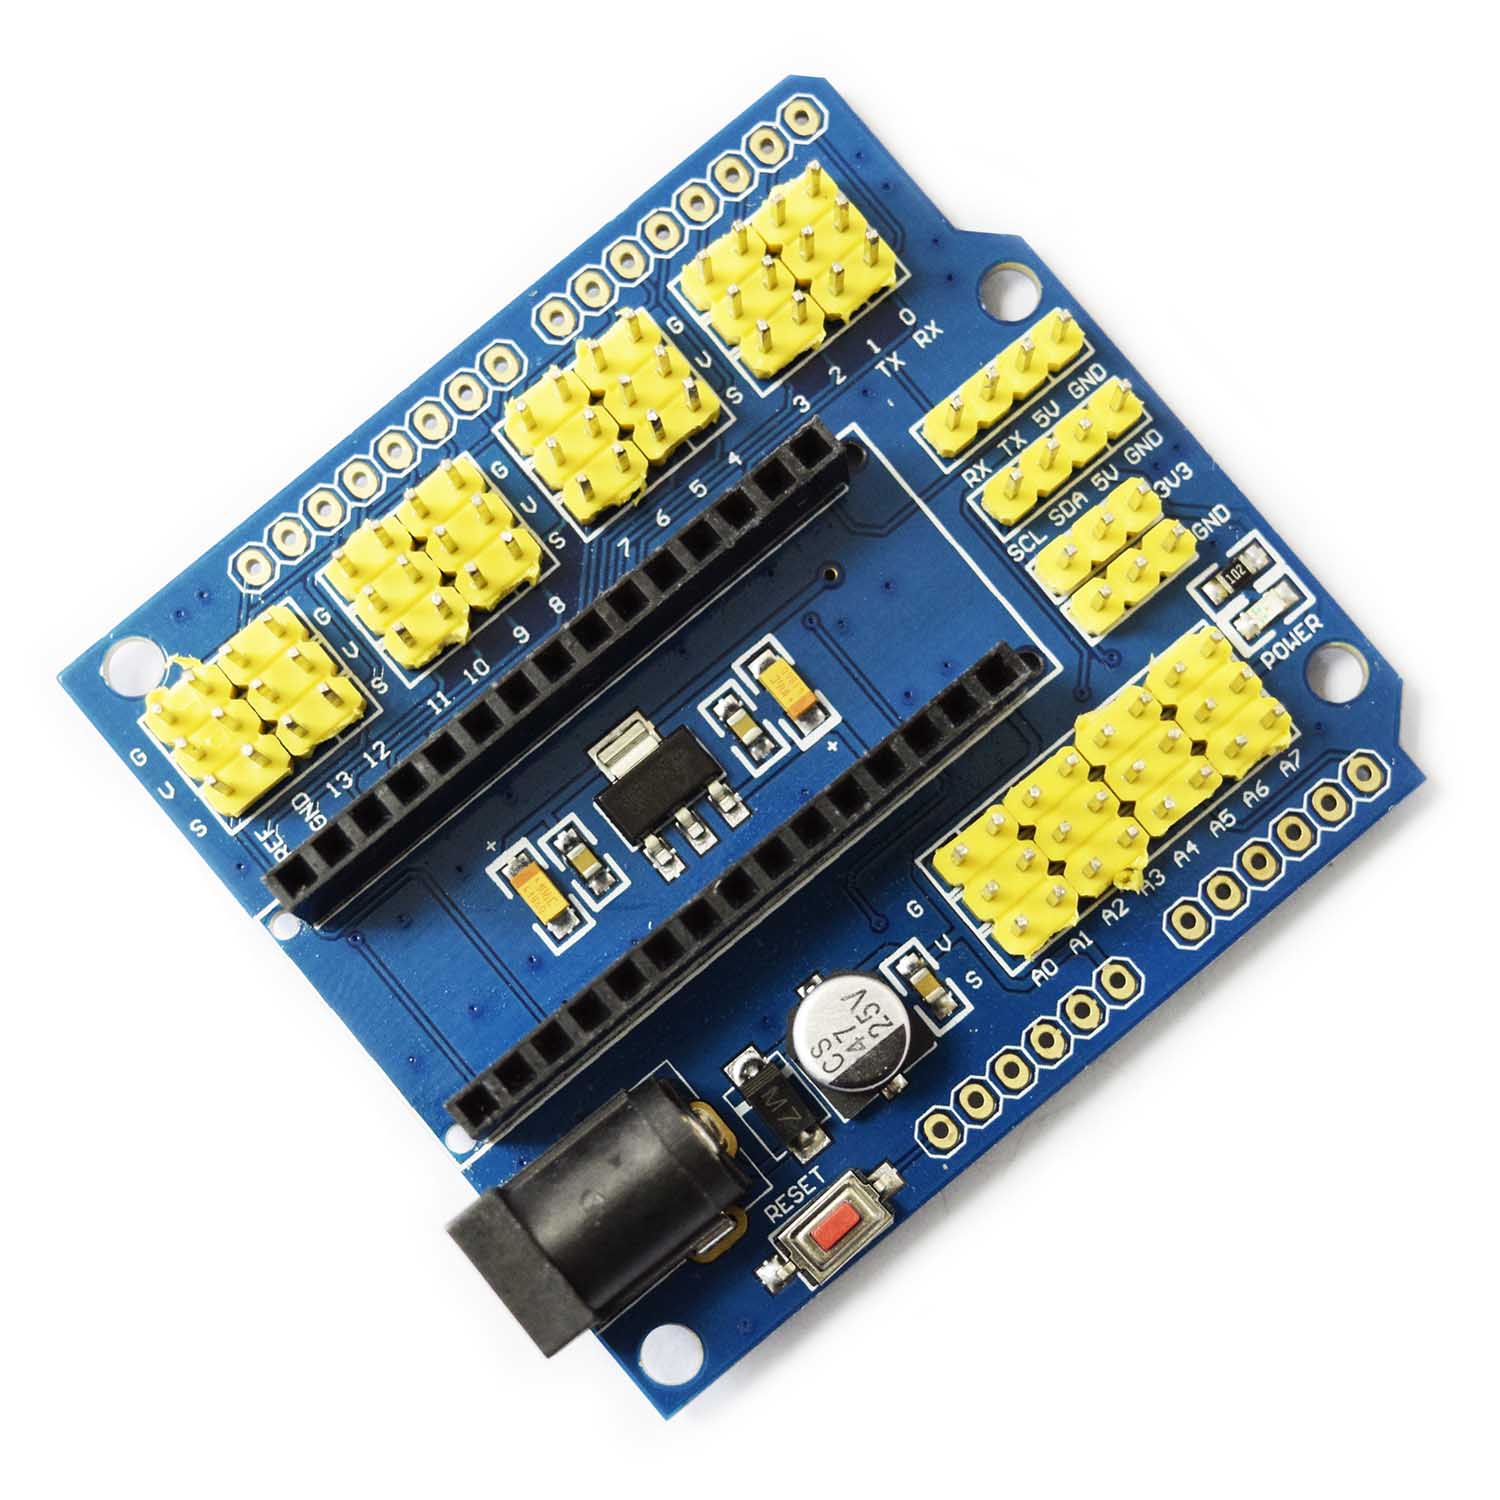 0
1
RX
TX
2
3
4
5
6
7
8
9
10
11
12
13
GND
REF
G
V
S
G
V
S
G
V
S
G
V
S
RX TX 5V GND
SCL SDA 5V GND
3V3
GND
102
POWER
A0 A1 A2 A3 A4 A5 A6 A7
G
V
S
CS
47
25V
M7
RESET
+
+